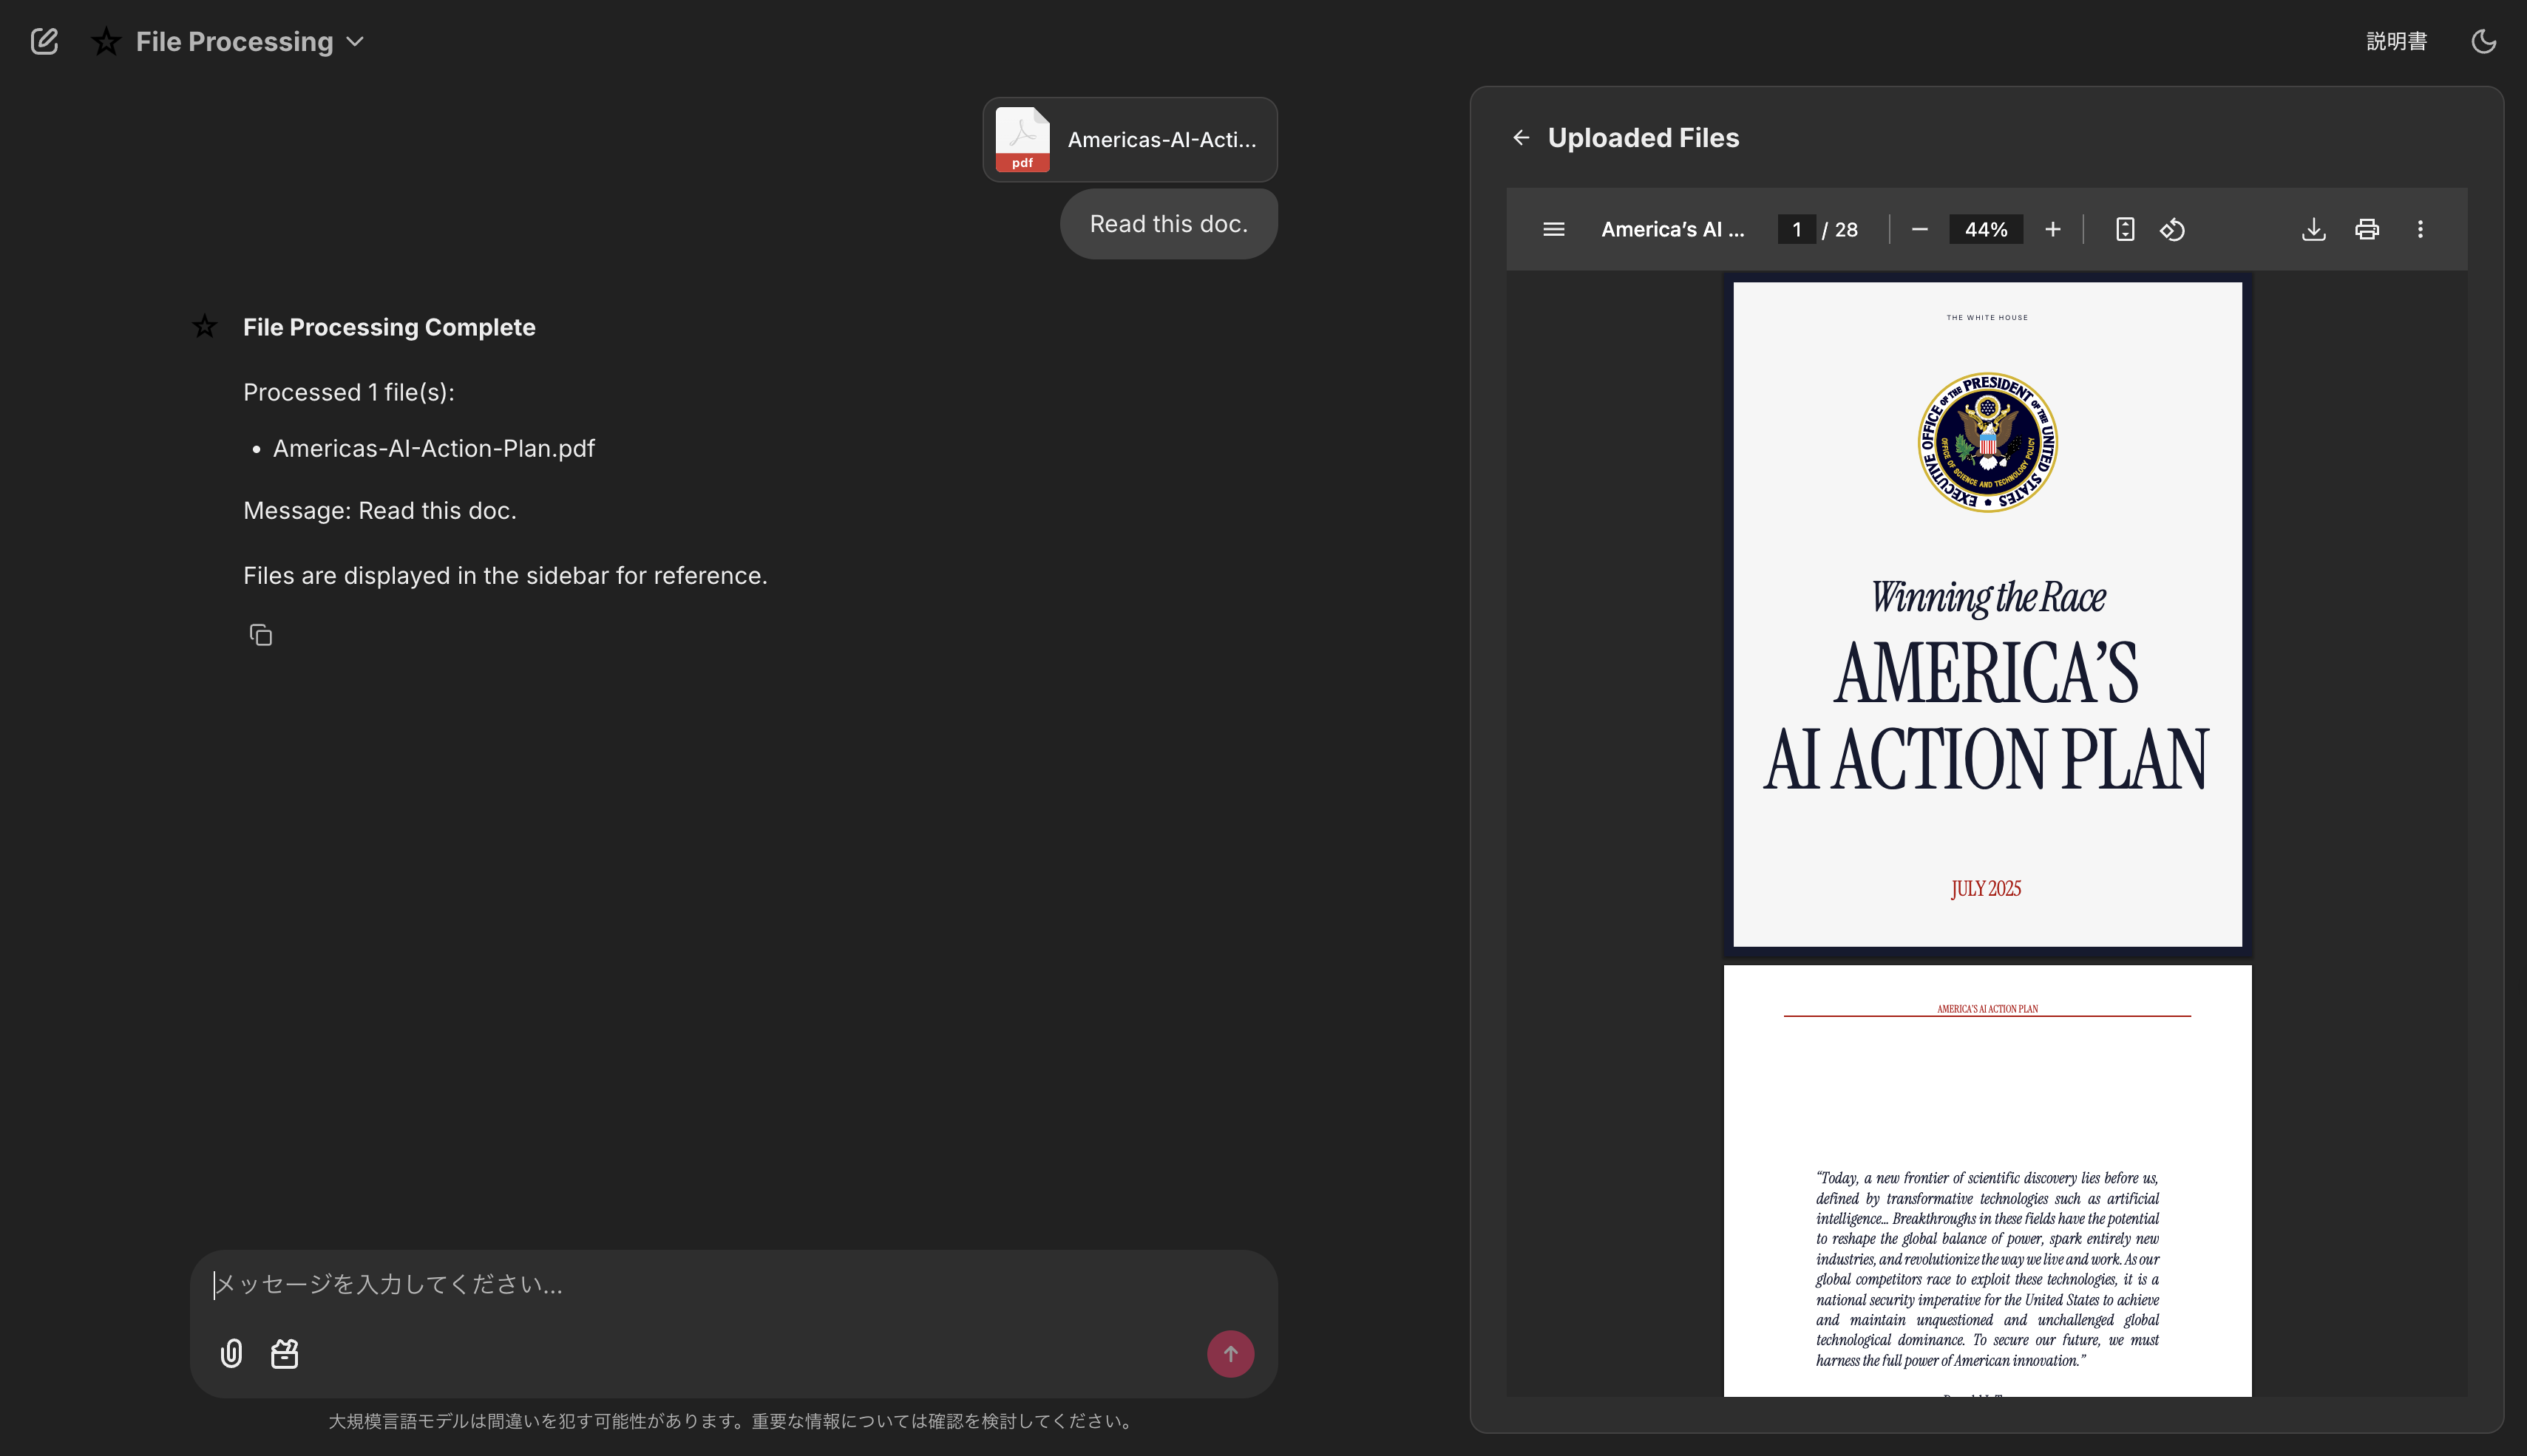 File Processing
説明書
Americas-AI-Acti...
pdf
Read this doc.
File Processing Complete
Processed 1 file(s):
• Americas-AI-Action-Plan.pdf
Message: Read this doc.
Files are displayed in the sidebar for reference.
メッセージを入力してください...
大規模言語モデルは間違いを犯す可能性があります。重要な情報については確認を検討してください。
Uploaded Files
America’s AI ...
1 / 28
44%
THE WHITE HOUSE
EXECUTIVE OFFICE OF THE PRESIDENT OF THE UNITED STATES
OFFICE OF SCIENCE AND TECHNOLOGY POLICY
Winning the Race
AMERICA’S
AI ACTION PLAN
JULY 2025
AMERICA’S AI ACTION PLAN
“Today, a new frontier of scientific discovery lies before us,
defined by transformative technologies such as artificial
intelligence... Breakthroughs in these fields have the potential
to reshape the global balance of power, spark entirely new
industries, and revolutionize the way we live and work. As our
global competitors race to exploit these technologies, it is a
national security imperative for the United States to achieve
and maintain unquestioned and unchallenged global
technological dominance. To secure our future, we must
harness the full power of American innovation.”